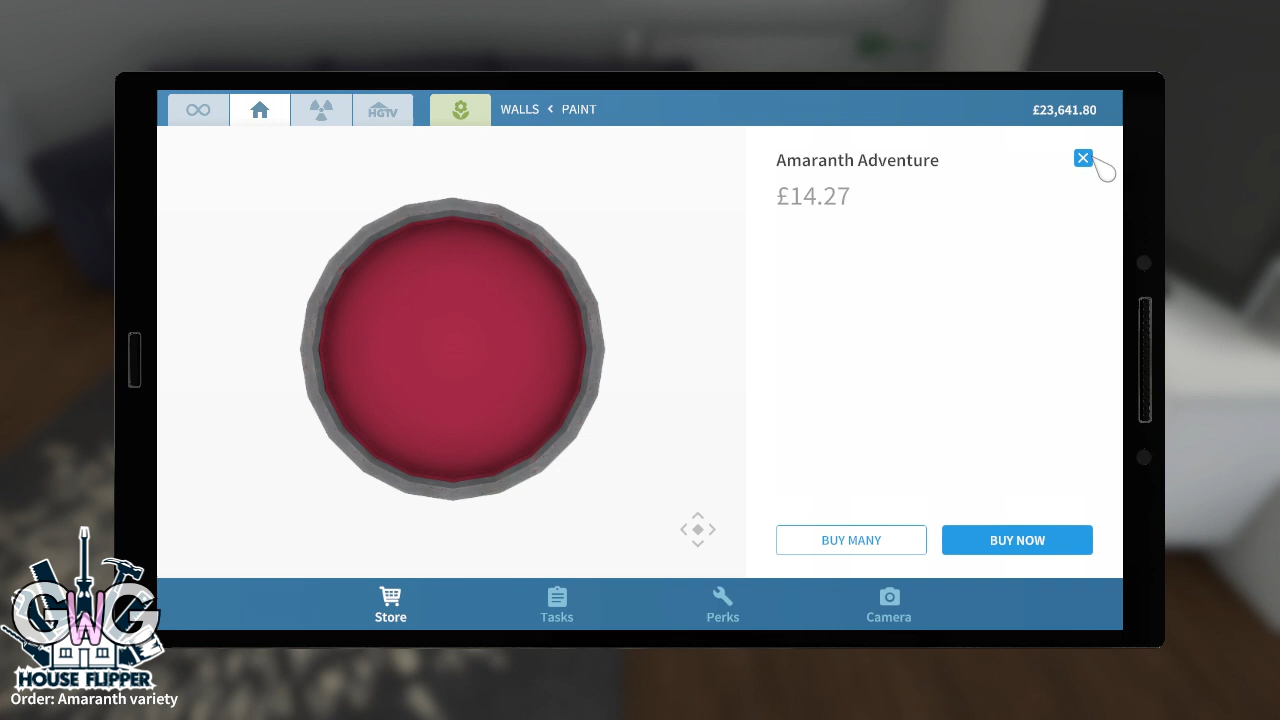 HGTV
WALLS < PAINT
£23,641.80
Amaranth Adventure
£14.27
BUY MANY
BUY NOW
Store
Tasks
Perks
Camera
GWG
HOUSE FLIPPER
Order: Amaranth variety